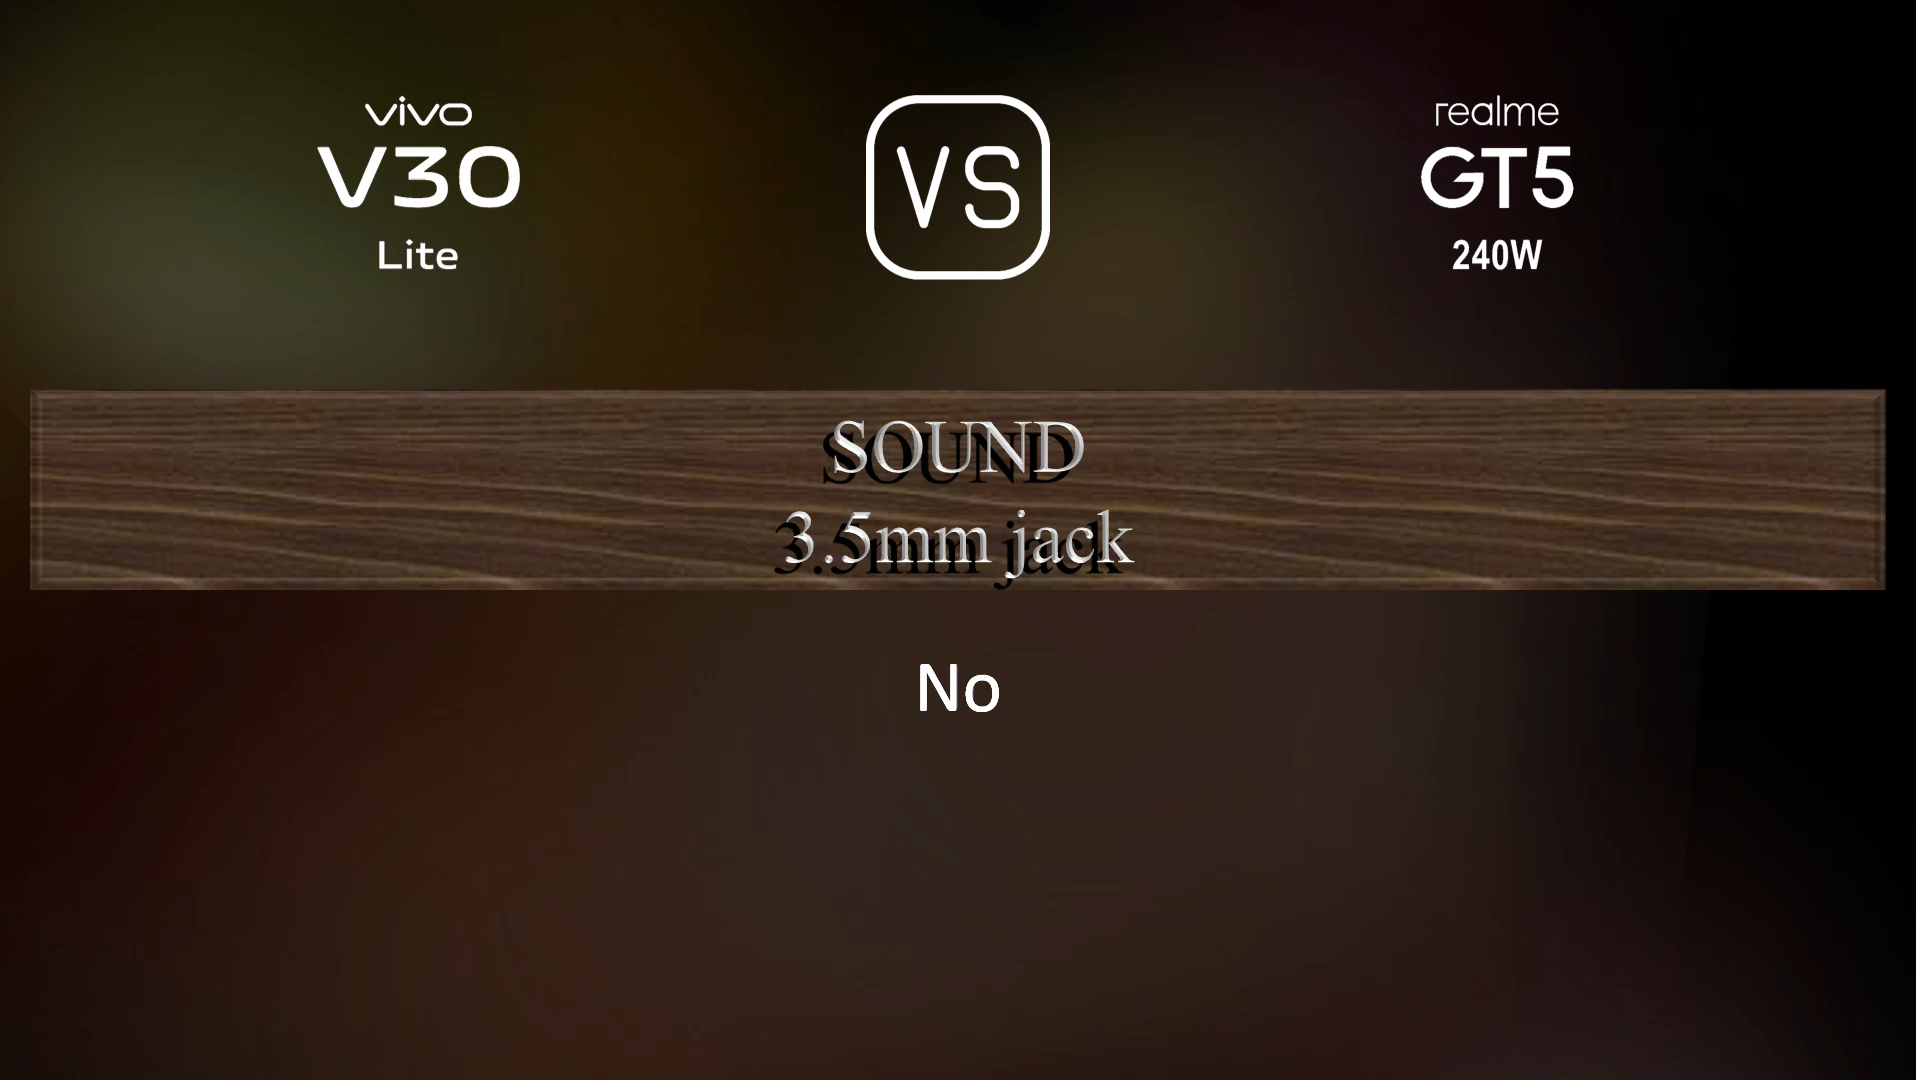 vivo
V30
Lite
VS
realme
GT5
240W
SOUND
3.5mm jack
No